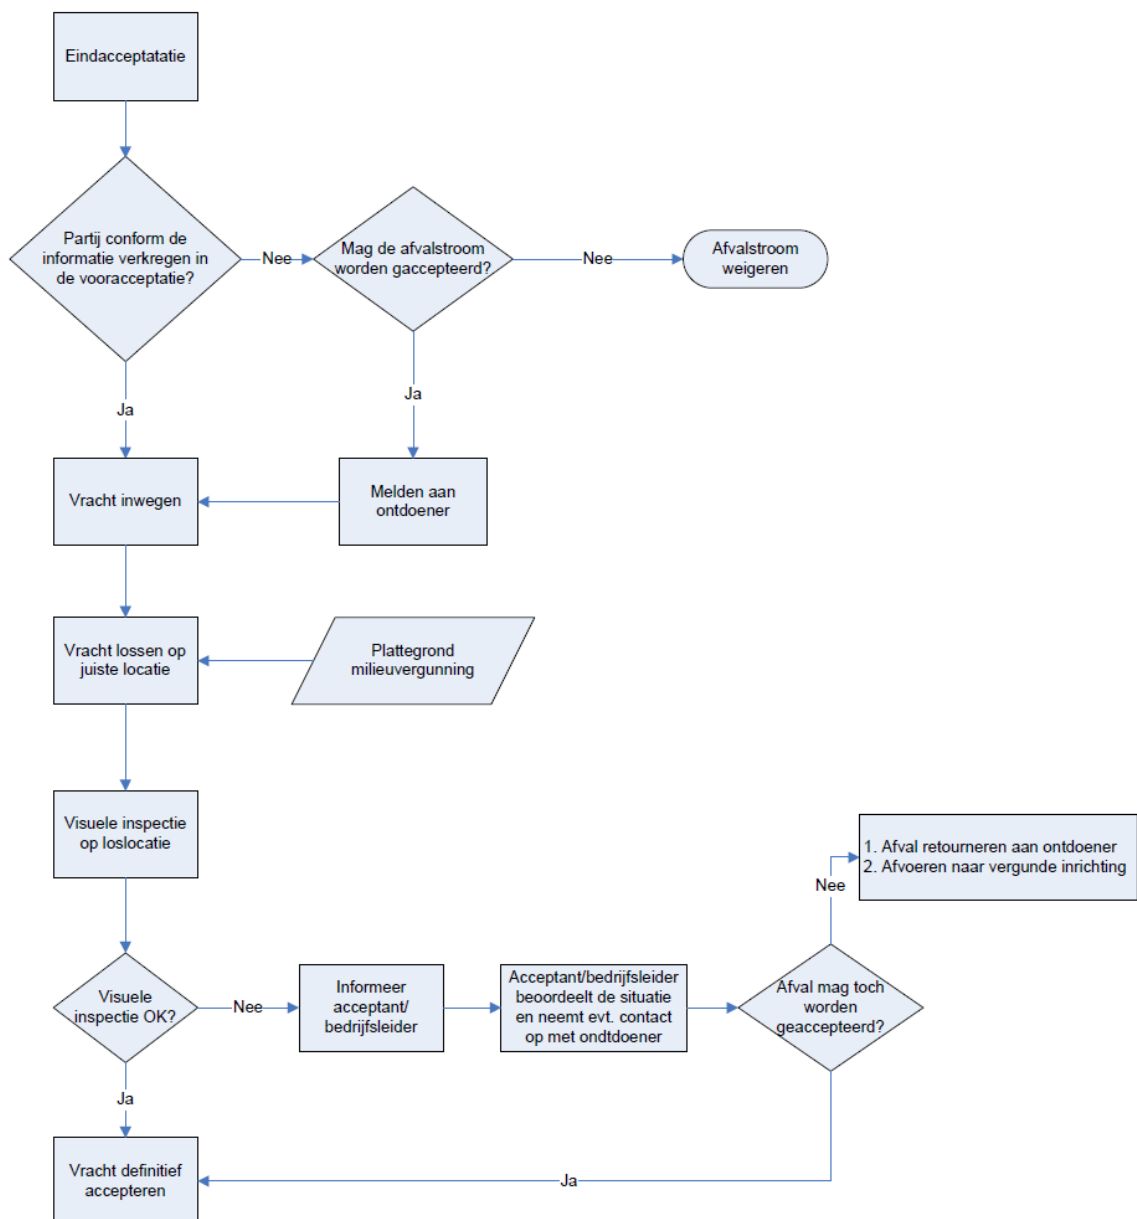 Eindacceptatatie
Partij conform de
informatie verkregen in
de vooracceptatie?
Nee
Mag de afvalstroom
worden gaccepteerd?
Nee
Afvalstroom
weigeren
Ja
Ja
Vracht inwegen
Melden aan
ontdoener
Vracht lossen op
juiste locatie
Plattegrond
milieuvergunning
Visuele inspectie
op loslocatie
1. Afval retourneren aan ontdoener
2. Afvoeren naar vergunde inrichting
Nee
Visuele
inspectie OK?
Nee
Informeer
acceptant/
bedrijfsleider
Acceptant/bedrijfsleider
beoordeelt de situatie
en neemt evt. contact
op met ondtdoener
Afval mag toch
worden
geaccepteerd?
Ja
Vracht definitief
accepteren
Ja